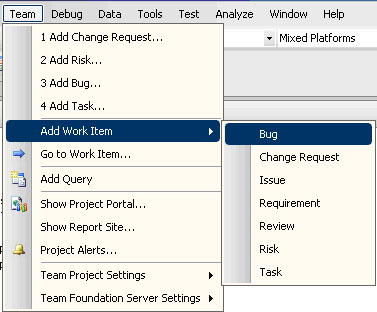 Team Debug Data Tools Test Analyze Window Help
Mixed Platforms
1 Add Change Request...
2 Add Risk...
3 Add Bug...
4 Add Task...
Add Work Item
Go to Work Item...
Add Query
Show Project Portal...
Show Report Site...
Project Alerts...
Team Project Settings
Team Foundation Server Settings
Bug
Change Request
Issue
Requirement
Review
Risk
Task